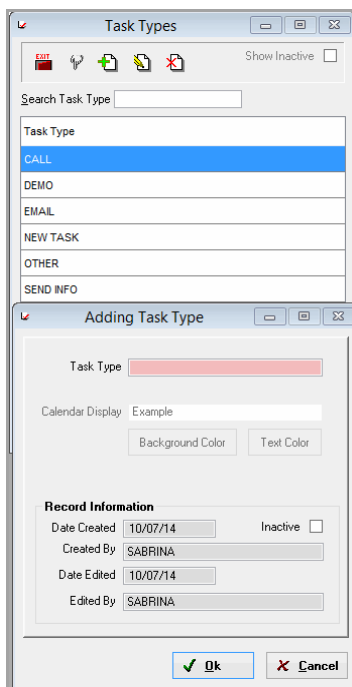 Task Types
EXIT
Show Inactive
Search Task Type
Task Type
CALL
DEMO
EMAIL
NEW TASK
OTHER
SEND INFO
Adding Task Type
Task Type
Calendar Display Example
Background Color Text Color
Record Information
Date Created 10/07/14 Inactive
Created By SABRINA
Date Edited 10/07/14
Edited By SABRINA
Ok Cancel